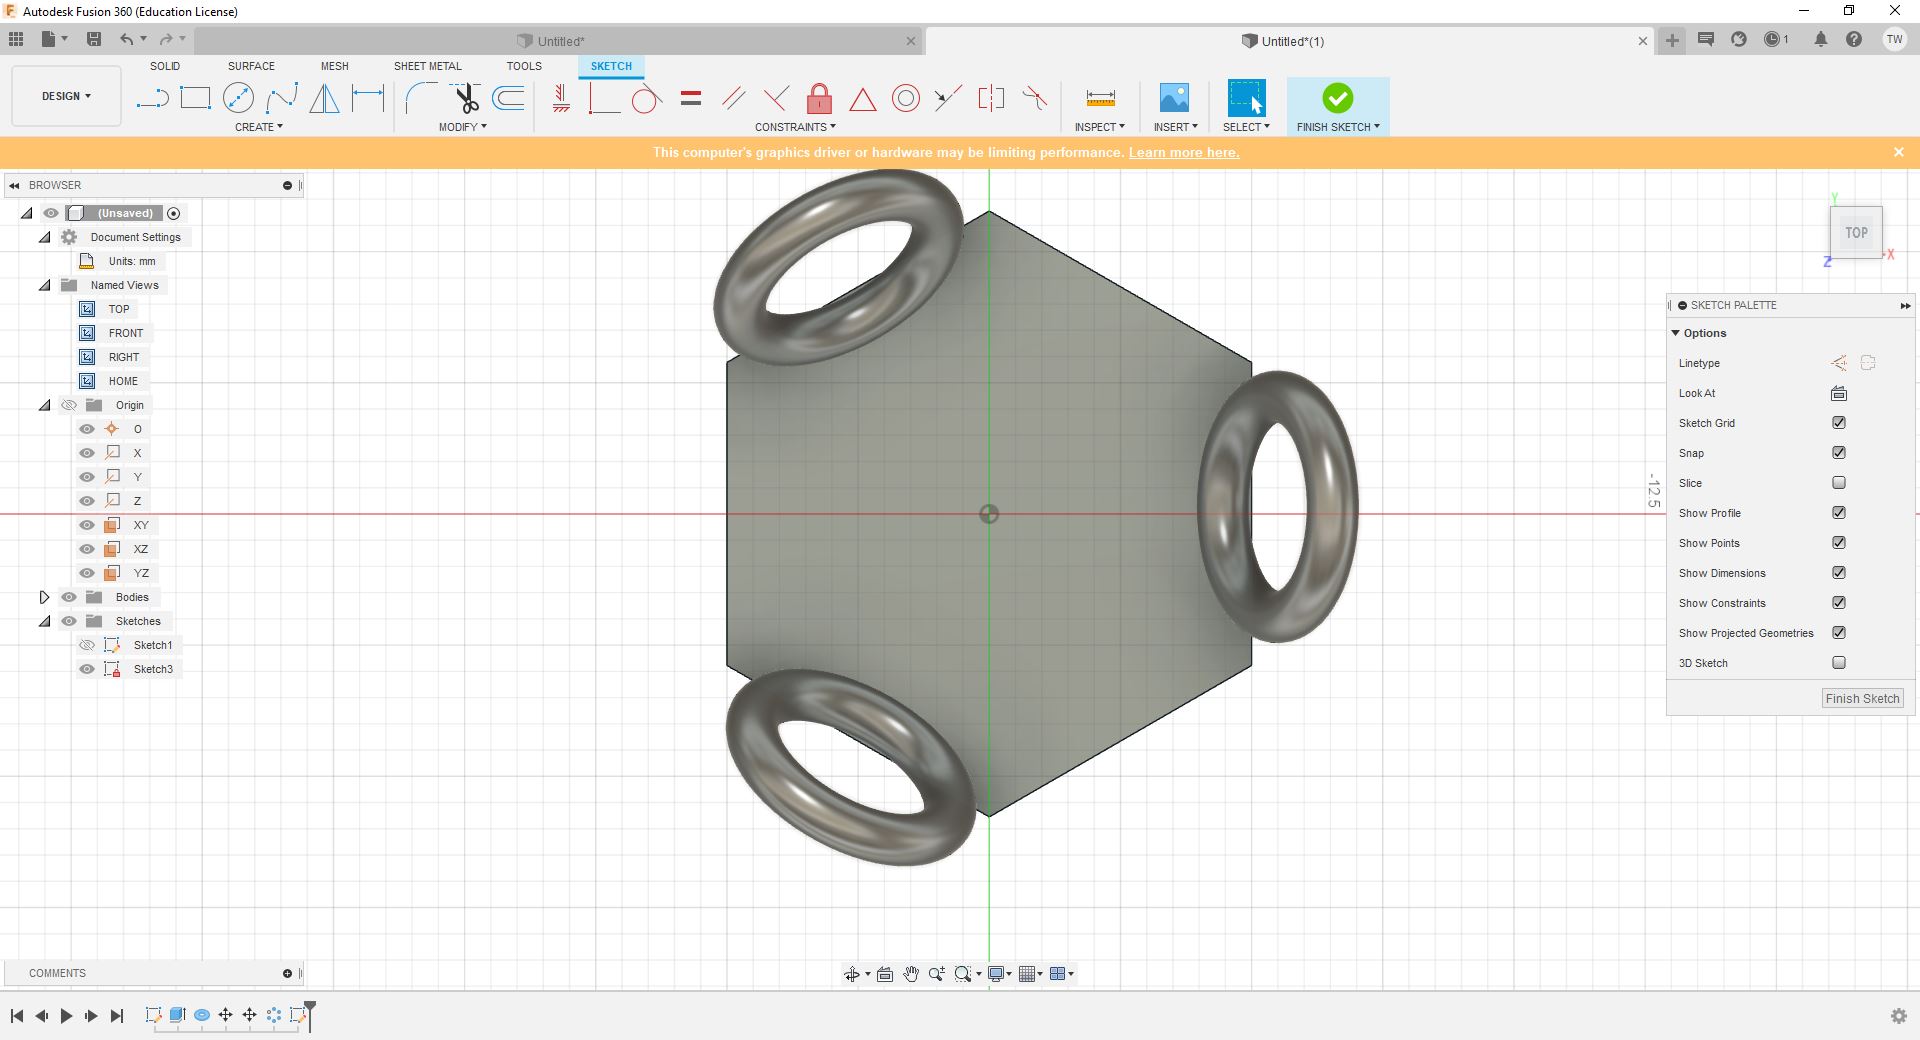 Autodesk Fusion 360 (Education License)
Untitled*
Untitled*(1)
1
TW
DESIGN
SOLID
SURFACE
MESH
SHEET METAL
TOOLS
SKETCH
CREATE
MODIFY
CONSTRAINTS
INSPECT
INSERT
SELECT
FINISH SKETCH
This computer's graphics driver or hardware may be limiting performance. Learn more here.
BROWSER
(Unsaved)
Document Settings
Units: mm
Named Views
TOP
FRONT
RIGHT
HOME
Origin
O
X
Y
Z
XY
XZ
YZ
Bodies
Sketches
Sketch1
Sketch3
Y
TOP
X
Z
-12.5
SKETCH PALETTE
Options
Linetype
Look At
Sketch Grid
Snap
Slice
Show Profile
Show Points
Show Dimensions
Show Constraints
Show Projected Geometries
3D Sketch
Finish Sketch
COMMENTS